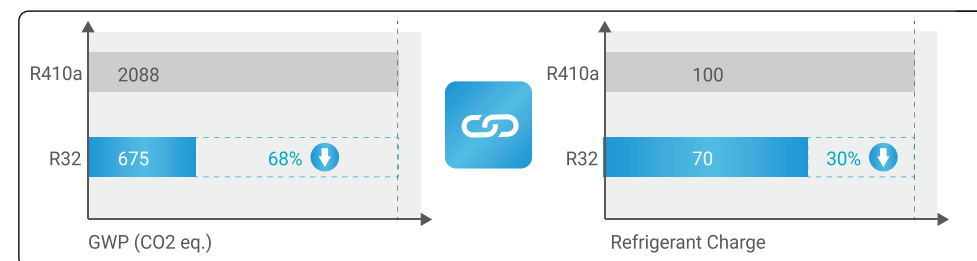 R410a
2088
R32
675
68%
GWP (CO2 eq.)
R410a
100
R32
70
30%
Refrigerant Charge